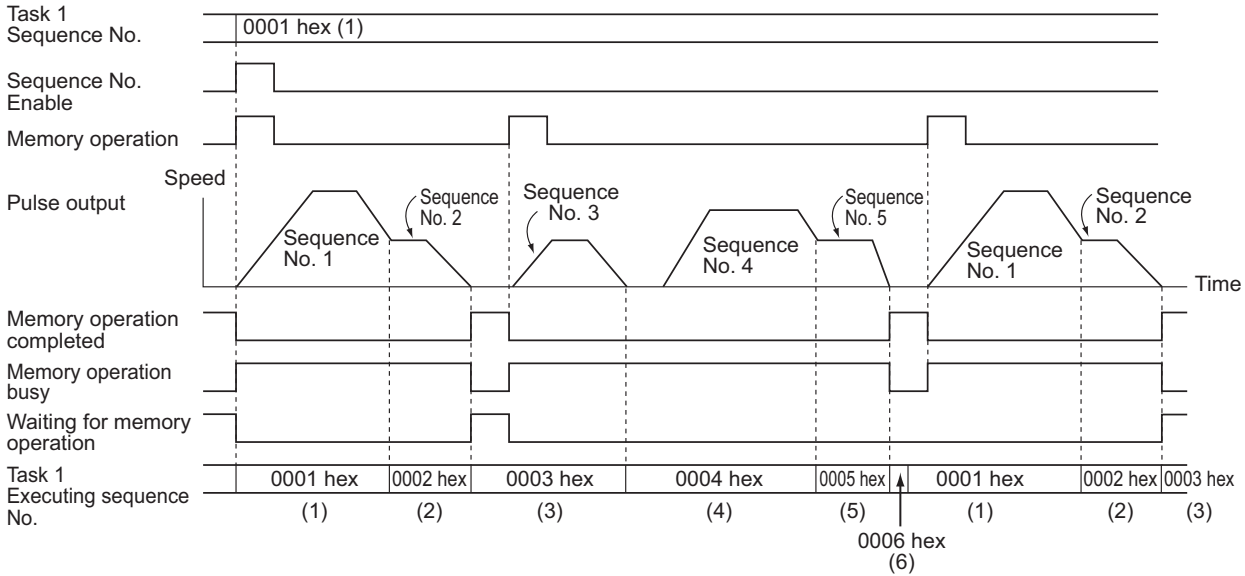 Task 1
Sequence No.
0001 hex (1)
Sequence No.
Enable
Memory operation
Speed
Pulse output
Sequence
No. 1
Sequence
No. 2
Sequence
No. 3
Sequence
No. 4
Sequence
No. 5
Sequence
No. 1
Sequence
No. 2
Time
Memory operation
completed
Memory operation
busy
Waiting for memory
operation
Task 1
Executing sequence
No.
0001 hex
0002 hex
0003 hex
0004 hex
0005 hex
0001 hex
0002 hex
0003 hex
(1)
(2)
(3)
(4)
(5)
(1)
(2)
(3)
0006 hex
(6)